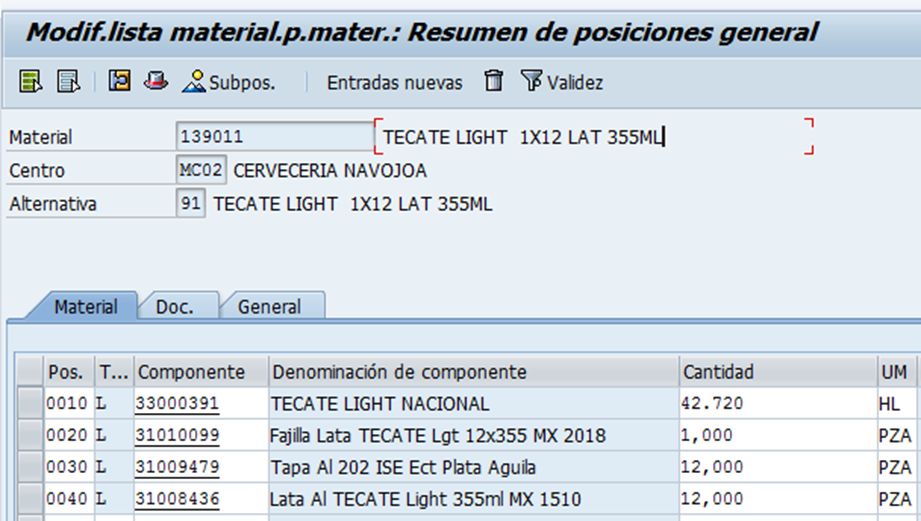 Modif.lista material.p.mater.: Resumen de posiciones general
Subpos. Entradas nuevas Validez
Material 139011 TECATE LIGHT 1X12 LAT 355ML
Centro MC02 CERVECERIA NAVOJOA
Alternativa 91 TECATE LIGHT 1X12 LAT 355ML
Material Doc. General
Pos. T... Componente Denominación de componente Cantidad UM
0010 L 33000391 TECATE LIGHT NACIONAL 42.720 HL
0020 L 31010099 Fajilla Lata TECATE Lgt 12x355 MX 2018 1,000 PZA
0030 L 31009479 Tapa Al 202 ISE Ect Plata Aguila 12,000 PZA
0040 L 31008436 Lata Al TECATE Light 355ml MX 1510 12,000 PZA